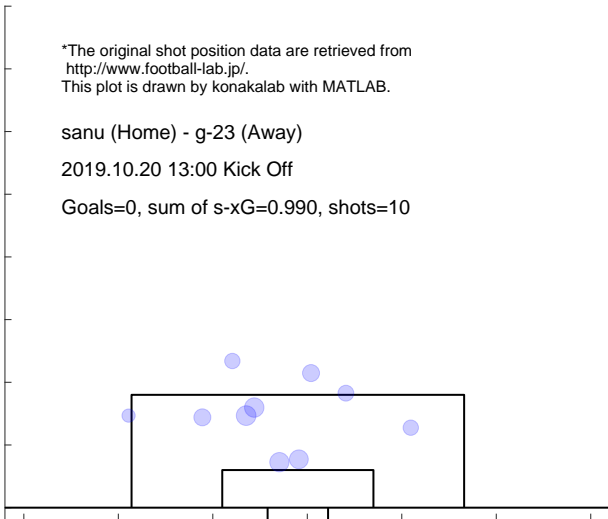 *The original shot position data are retrieved from
http://www.football-lab.jp/.
This plot is drawn by konakalab with MATLAB.
sanu (Home) - g-23 (Away)
2019.10.20 13:00 Kick Off
Goals=0, sum of s-xG=0.990, shots=10